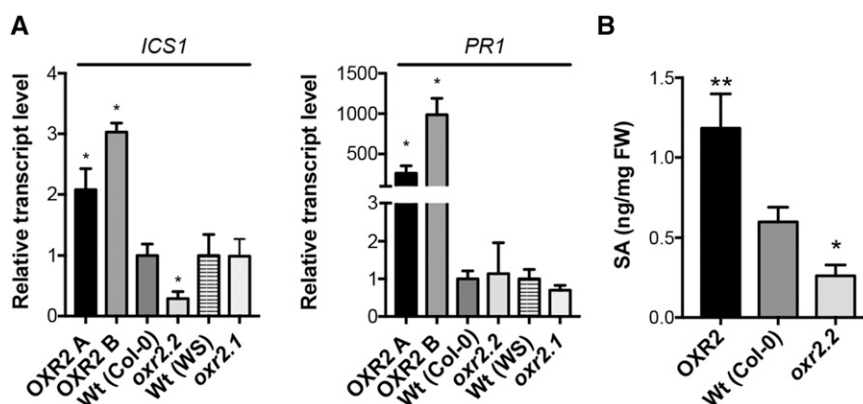 A
ICS1
Relative transcript level
4
3
2
1
0
*
*
*
OXR2 A
OXR2 B
Wt (Col-0)
oxr2.2
Wt (WS)
oxr2.1
PR1
Relative transcript level
1500
1000
500
3
2
1
0
*
*
OXR2 A
OXR2 B
Wt (Col-0)
oxr2.2
Wt (WS)
oxr2.1
B
SA (ng/mg FW)
1.5
1.0
0.5
0.0
**
*
OXR2
Wt (Col-0)
oxr2.2